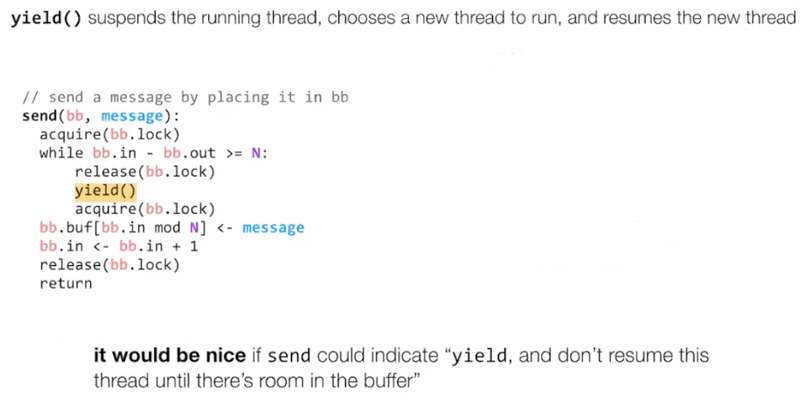 yield() suspends the running thread, chooses a new thread to run, and resumes the new thread
// send a message by placing it in bb
send(bb, message):
  acquire(bb.lock)
  while bb.in - bb.out >= N:
      release(bb.lock)
      yield()
      acquire(bb.lock)
  bb.buf[bb.in mod N] <- message
  bb.in <- bb.in + 1
  release(bb.lock)
  return
it would be nice if send could indicate “yield, and don’t resume this
thread until there’s room in the buffer”